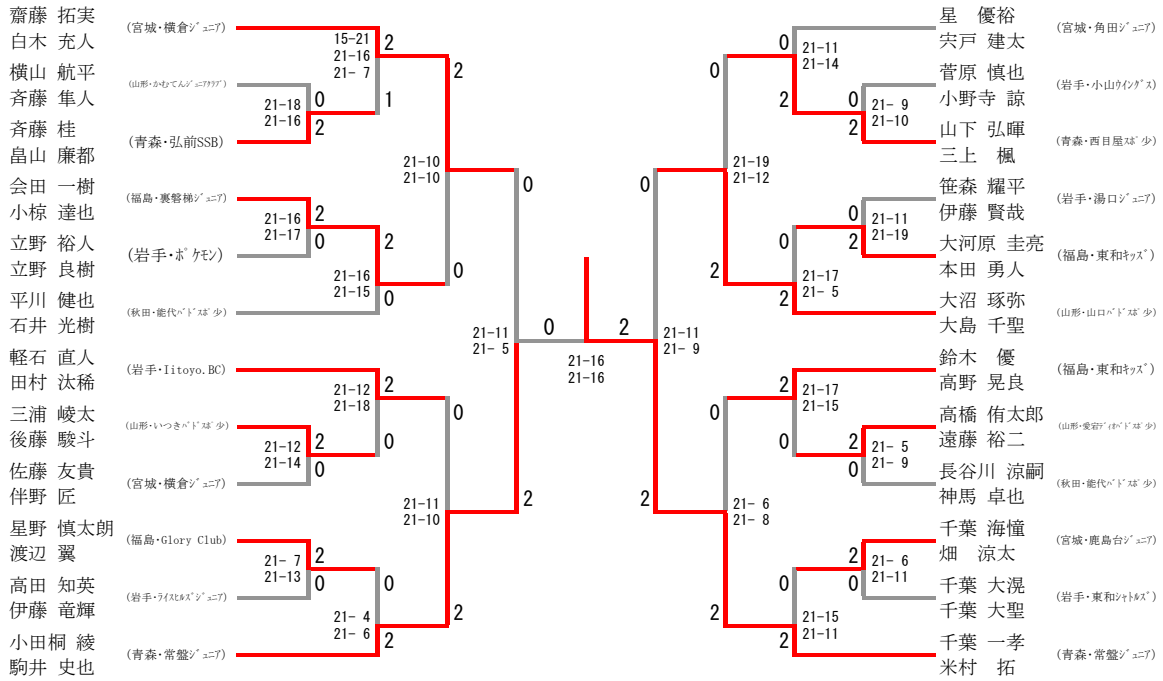 齋藤 拓実
白木 充人
(宮城・横倉ｼﾞｭﾆｱ)
横山 航平
斉藤 隼人
(山形・かむてんｼﾞｭﾆｱｸﾗﾌﾞ)
斉藤 桂
畠山 廉都
(青森・弘前SSB)
会田 一樹
小椋 達也
(福島・裏磐梯ｼﾞｭﾆｱ)
立野 裕人
立野 良樹
(岩手・ﾎﾟｹﾓﾝ)
平川 健也
石井 光樹
(秋田・能代ﾊﾞﾄﾞｽﾎﾟ少)
軽石 直人
田村 汰稀
(岩手・Iitoyo.BC)
三浦 崚太
後藤 駿斗
(山形・いつきﾊﾞﾄﾞｽﾎﾟ少)
佐藤 友貴
伴野 匠
(宮城・横倉ｼﾞｭﾆｱ)
星野 慎太朗
渡辺 翼
(福島・Glory Club)
高田 知英
伊藤 竜輝
(岩手・ﾗｲｽﾋﾙｽﾞｼﾞｭﾆｱ)
小田桐 綾
駒井 史也
(青森・常盤ｼﾞｭﾆｱ)
15-21
21-16
21- 7
2
1
21-18
21-16
0
2
2
21-10
21-10
0
21-16
21-17
2
0
2
21-16
21-15
0
0
21-11
21- 5
2
21-12
21-18
2
0
21-12
21-14
2
0
0
21-11
21-10
2
21- 7
21-13
2
0
0
21- 4
21- 6
2
0
2
21-16
21-16
星 優裕
宍戸 建太
(宮城・角田ｼﾞｭﾆｱ)
菅原 慎也
小野寺 諒
(岩手・小山ｳｲﾝｸﾞｽ)
山下 弘暉
三上 楓
(青森・西目屋ｽﾎﾟ少)
笹森 耀平
伊藤 賢哉
(岩手・湯口ｼﾞｭﾆｱ)
大河原 圭亮
本田 勇人
(福島・東和ｷｯｽﾞ)
大沼 琢弥
大島 千聖
(山形・山口ﾊﾞﾄﾞｽﾎﾟ少)
鈴木 優
高野 晃良
(福島・東和ｷｯｽﾞ)
高橋 侑太郎
遠藤 裕二
(山形・愛宕ﾃﾞｨｵﾊﾞﾄﾞｽﾎﾟ少)
長谷川 涼嗣
神馬 卓也
(秋田・能代ﾊﾞﾄﾞｽﾎﾟ少)
千葉 海憧
畑 涼太
(宮城・鹿島台ｼﾞｭﾆｱ)
千葉 大滉
千葉 大聖
(岩手・東和ｼｬﾄﾙｽﾞ)
千葉 一孝
米村 拓
(青森・常盤ｼﾞｭﾆｱ)
0
21-11
21-14
2
0
21- 9
21-10
2
0
21-19
21-12
2
0
21-11
21-19
2
0
21-17
21- 5
2
0
21-11
21- 9
2
2
21-17
21-15
0
2
21- 5
21- 9
0
0
21- 6
21- 8
2
2
21- 6
21-11
0
0
21-15
21-11
2